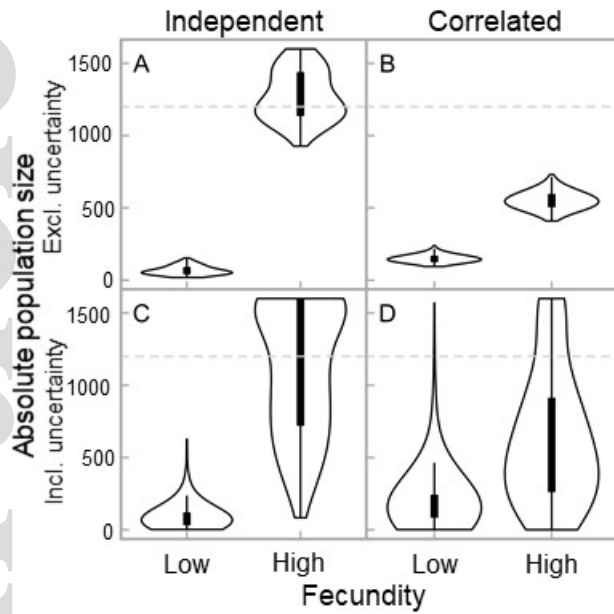 Independent
Correlated
Absolute population size
Excl. uncertainty
1500
1000
500
0
A
B
Incl. uncertainty
1500
1000
500
0
C
D
Low
High
Low
High
Fecundity